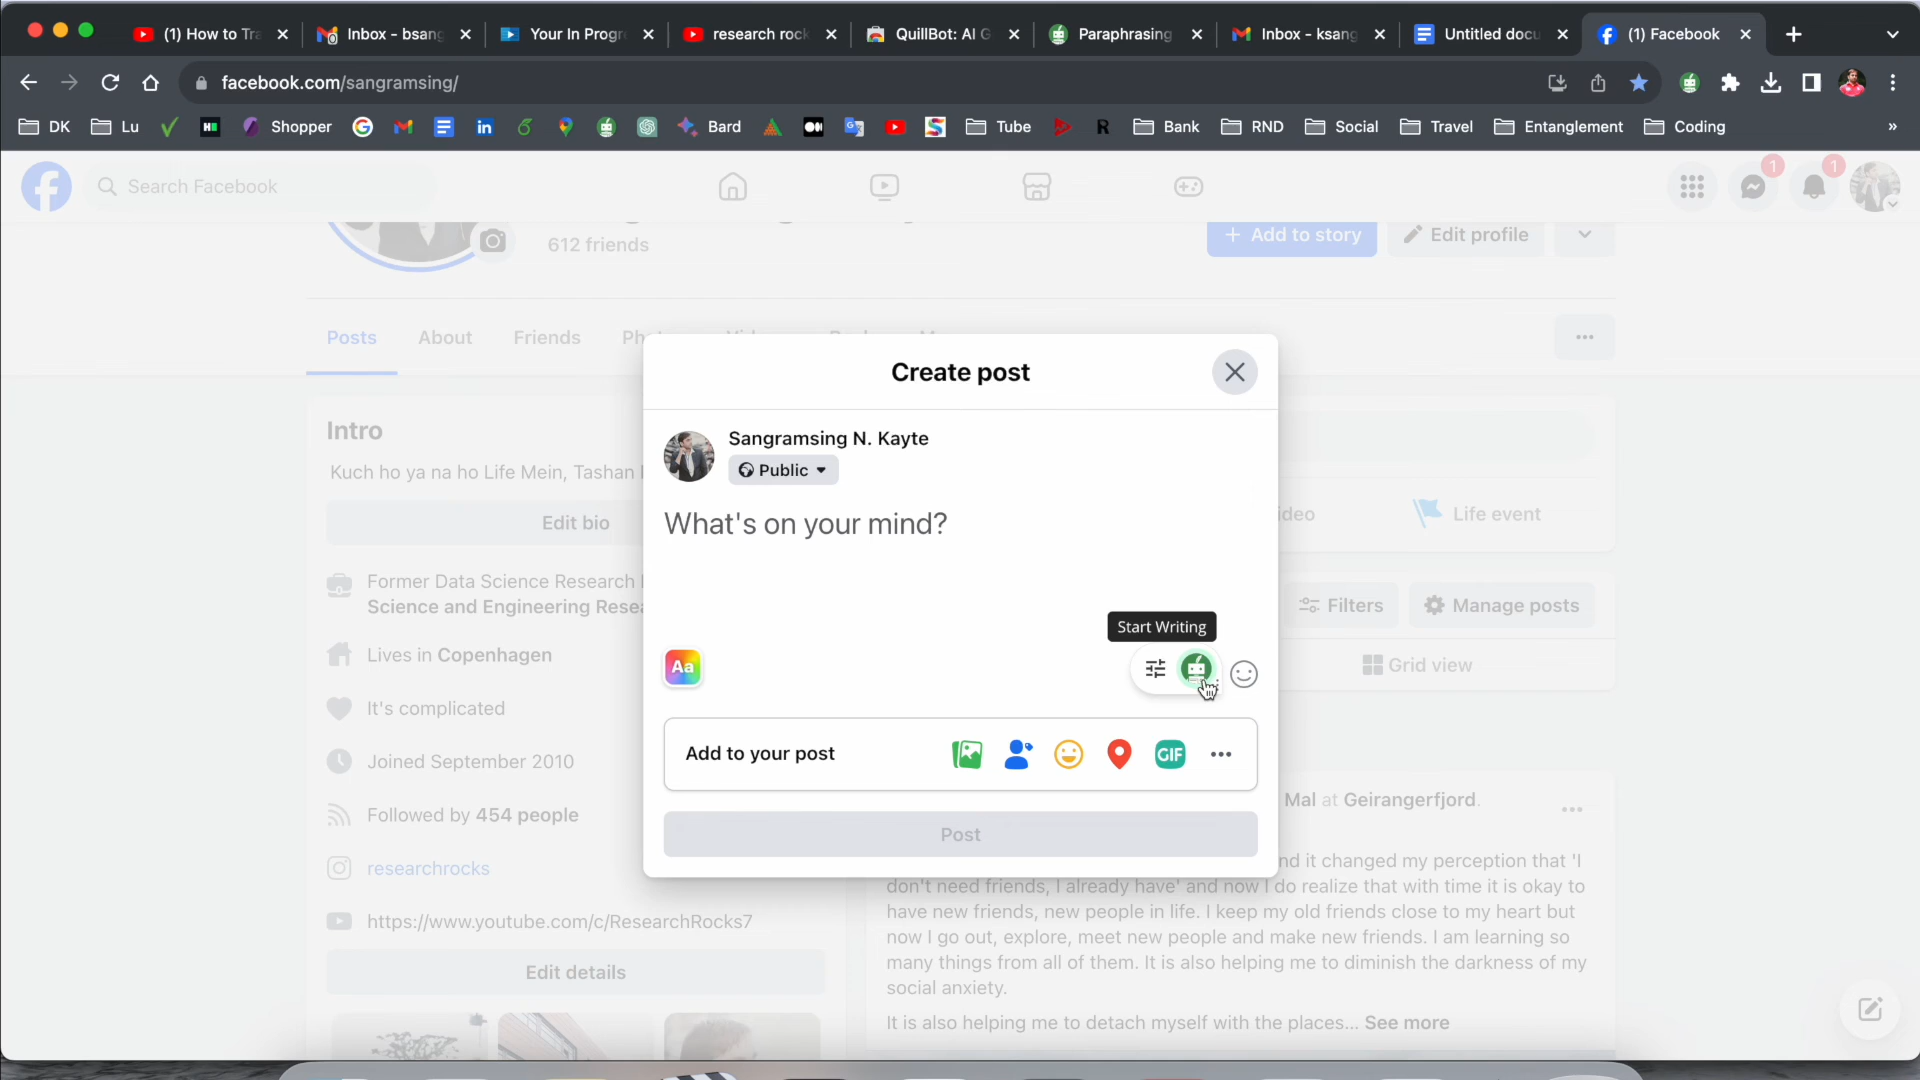 (1) How to Tra
Inbox - bsang
Your In Progre
research rock
QuillBot: AI G
Paraphrasing
Inbox - ksang
Untitled docu
(1) Facebook
facebook.com/sangramsing/
DK
Lu
Shopper
Bard
Tube
Bank
RND
Social
Travel
Entanglement
Coding
»
Search Facebook
1
1
612 friends
+ Add to story
Edit profile
Posts
About
Friends
Create post
Sangramsing N. Kayte
Public
What's on your mind?
Start Writing
Aa
Add to your post
GIF
Post
Intro
Kuch ho ya na ho Life Mein, Tashan
Edit bio
Former Data Science Research
Science and Engineering Resea
Lives in Copenhagen
It's complicated
Joined September 2010
Followed by 454 people
researchrocks
https://www.youtube.com/c/ResearchRocks7
Edit details
ideo
Life event
Filters
Manage posts
Grid view
Mal at Geirangerfjord.
nd it changed my perception that 'I
don't need friends, I already have' and now I do realize that with time it is okay to
have new friends, new people in life. I keep my old friends close to my heart but
now I go out, explore, meet new people and make new friends. I am learning so
many things from all of them. It is also helping me to diminish the darkness of my
social anxiety.
It is also helping me to detach myself with the places... See more